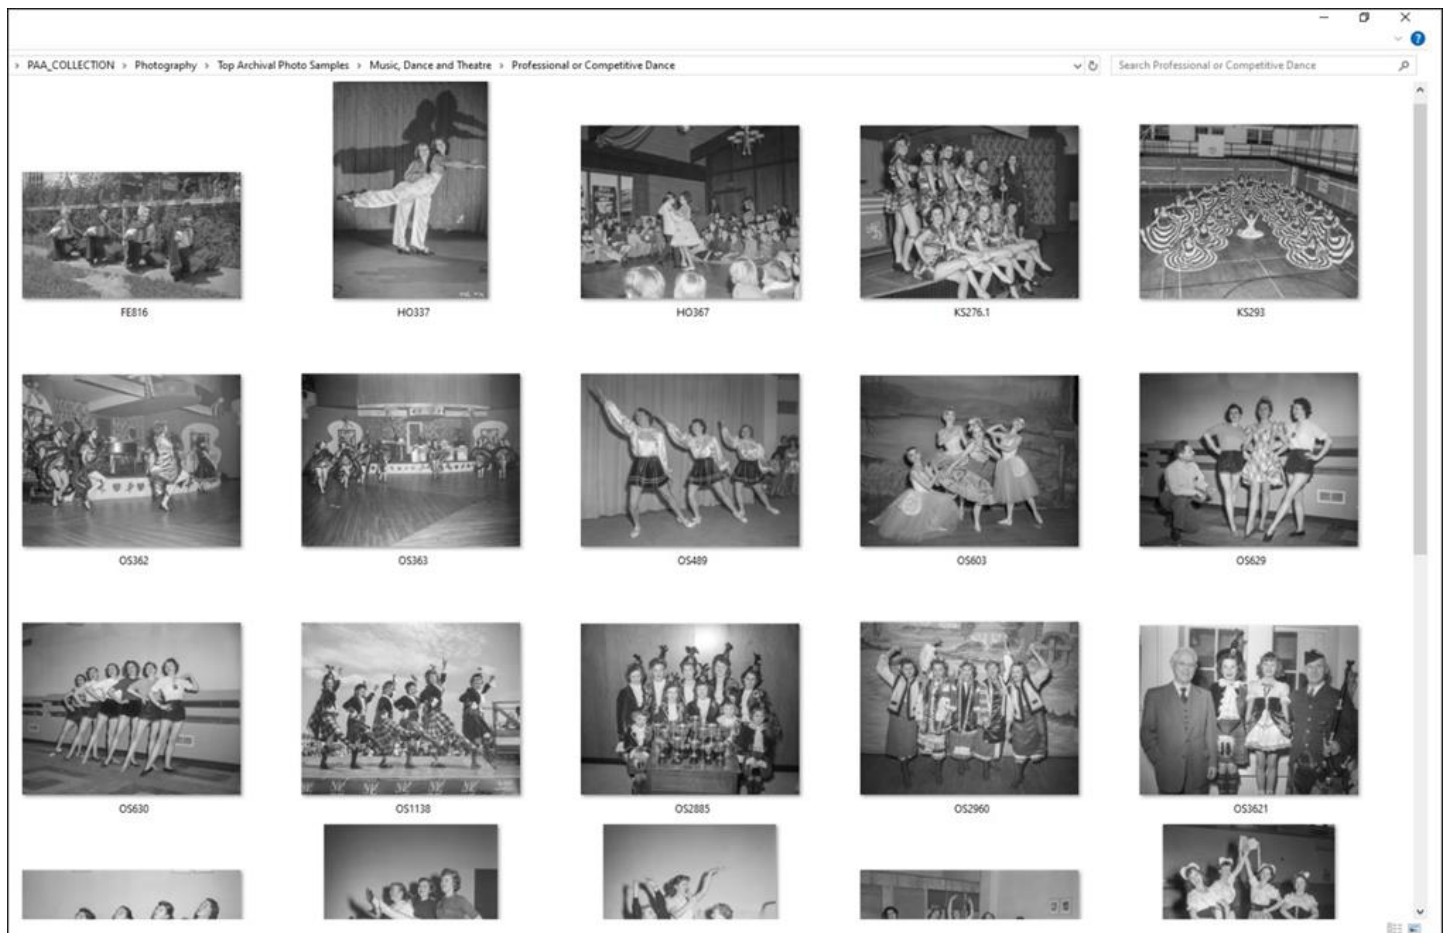 > PAA_COLLECTION > Photography > Top Archival Photo Samples > Music, Dance and Theatre > Professional or Competitive Dance
Search Professional or Competitive Dance
FE816
HO337
HO367
KS276.1
KS293
OS362
OS363
OS489
OS603
OS629
OS630
OS1138
OS2885
OS2960
OS3621